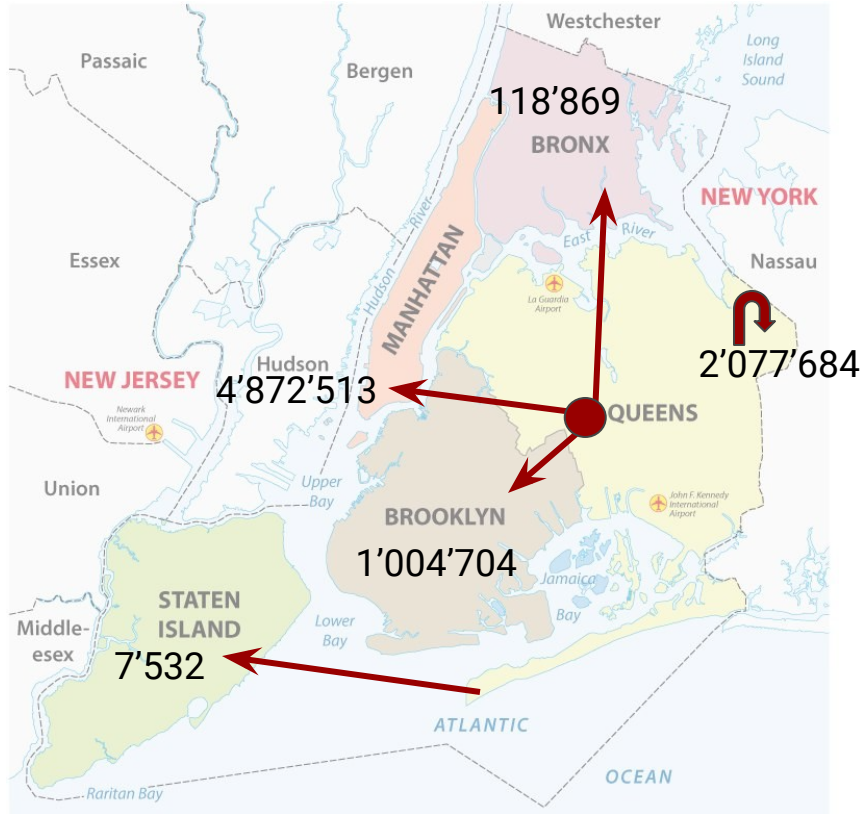 Westchester
Passaic
Bergen
Long
Island
Sound
118’869
BRONX
NEW YORK
Hudson
River
East River
Essex
Nassau
MANHATTAN
La Guardia
Airport
2’077’684
Hudson
NEW JERSEY
4’872’513
Newark
International
Airport
QUEENS
Union
Upper
Bay
John F. Kennedy
International
Airport
BROOKLYN
1’004’704
Jamaica
Bay
STATEN
ISLAND
Middle-
esex
Lower
Bay
7’532
ATLANTIC
OCEAN
Raritan Bay